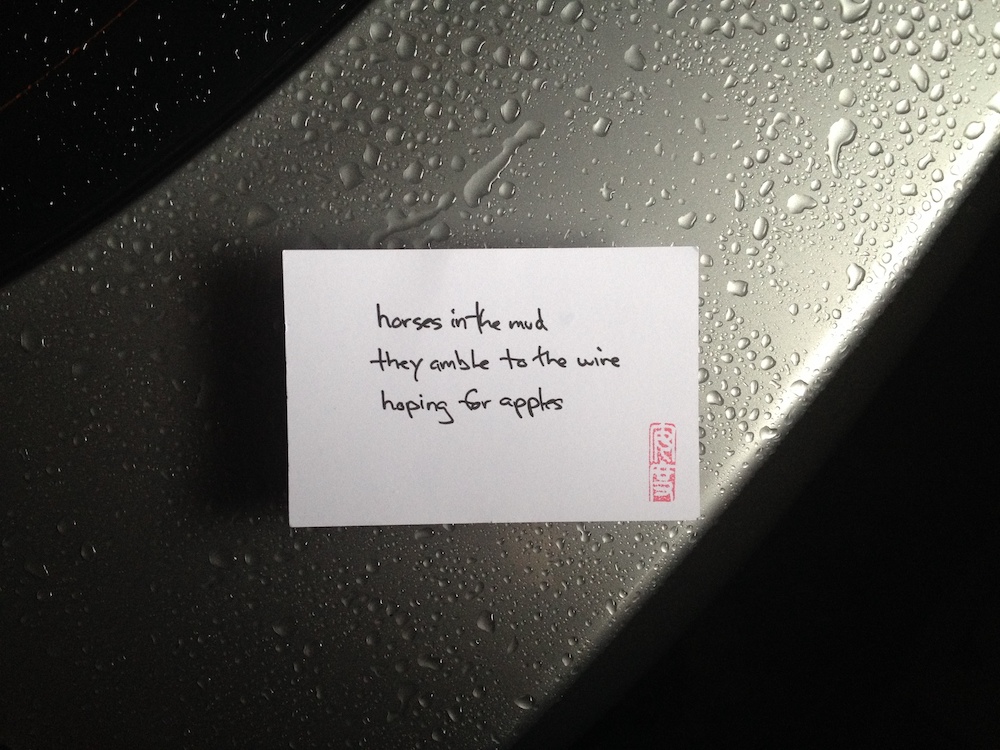 horses in the mud
they amble to the wire
hoping for apples